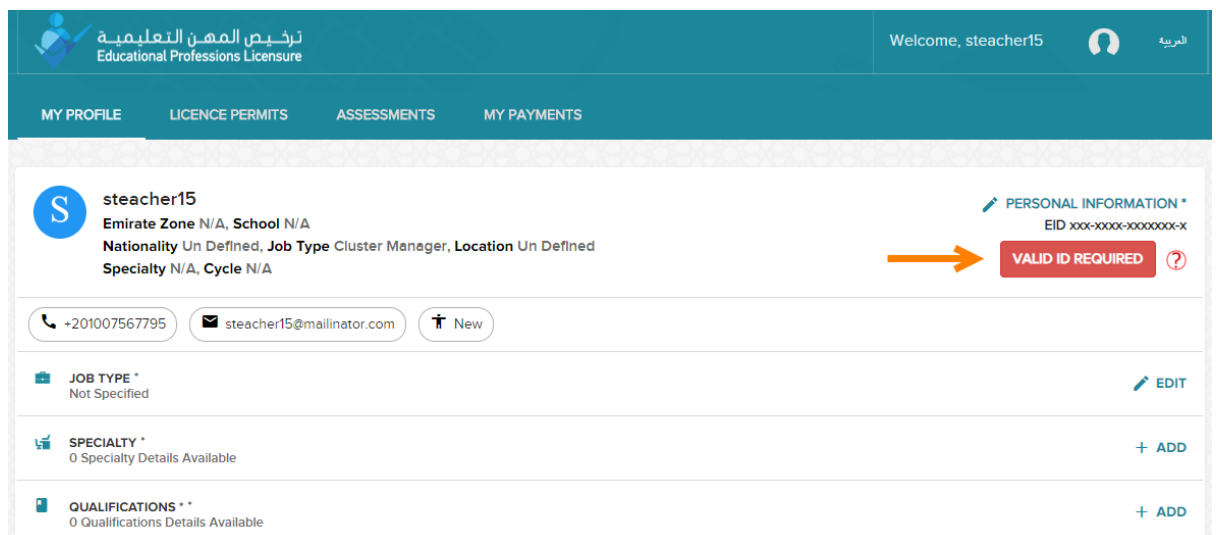 ترخـيـص المهـن التعليميـة
Educational Professions Licensure
Welcome, steacher15
العربية
MY PROFILE
LICENCE PERMITS
ASSESSMENTS
MY PAYMENTS
S
steacher15
Emirate Zone N/A, School N/A
Nationality Un Defined, Job Type Cluster Manager, Location Un Defined
Specialty N/A, Cycle N/A
PERSONAL INFORMATION *
EID xxx-xxxx-xxxxxxx-x
VALID ID REQUIRED ?
+201007567795
steacher15@mailinator.com
New
JOB TYPE *
Not Specified
EDIT
SPECIALTY *
0 Specialty Details Available
+ ADD
QUALIFICATIONS * *
0 Qualifications Details Available
+ ADD